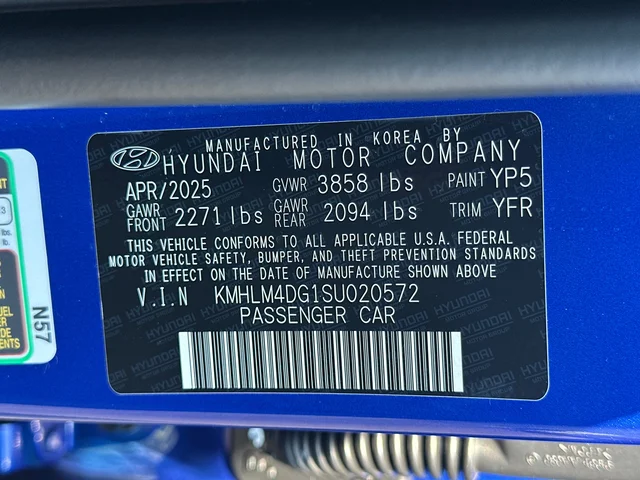 MANUFACTURED IN KOREA BY
HYUNDAI MOTOR COMPANY
APR/2025 GVWR 3858 lbs PAINT YP5
GAWR FRONT 2271 lbs GAWR REAR 2094 lbs TRIM YFR
THIS VEHICLE CONFORMS TO ALL APPLICABLE U.S.A. FEDERAL
MOTOR VEHICLE SAFETY, BUMPER, AND THEFT PREVENTION STANDARDS
IN EFFECT ON THE DATE OF MANUFACTURE SHOWN ABOVE
V.I.N KMHLM4DG1SU020572
PASSENGER CAR
N57